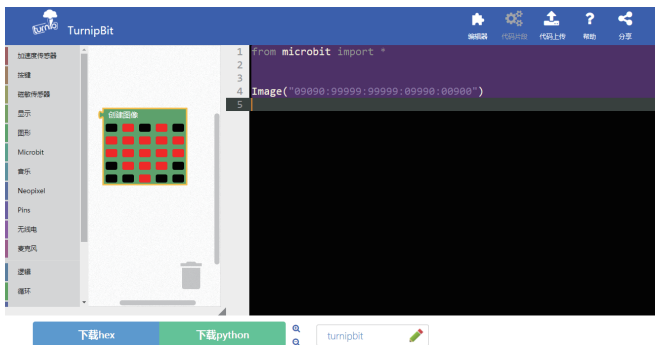 turnip TurnipBit
编辑器 代码片段 代码上传 帮助 分享
加速度传感器
按键
磁敏传感器
显示
图形
Microbit
音乐
Neopixel
Pins
无线电
麦克风
逻辑
循环
创建图像
1 from microbit import *
2
3
4 Image("09090:99999:99999:09990:00900")
5
下载hex 下载python turnipbit